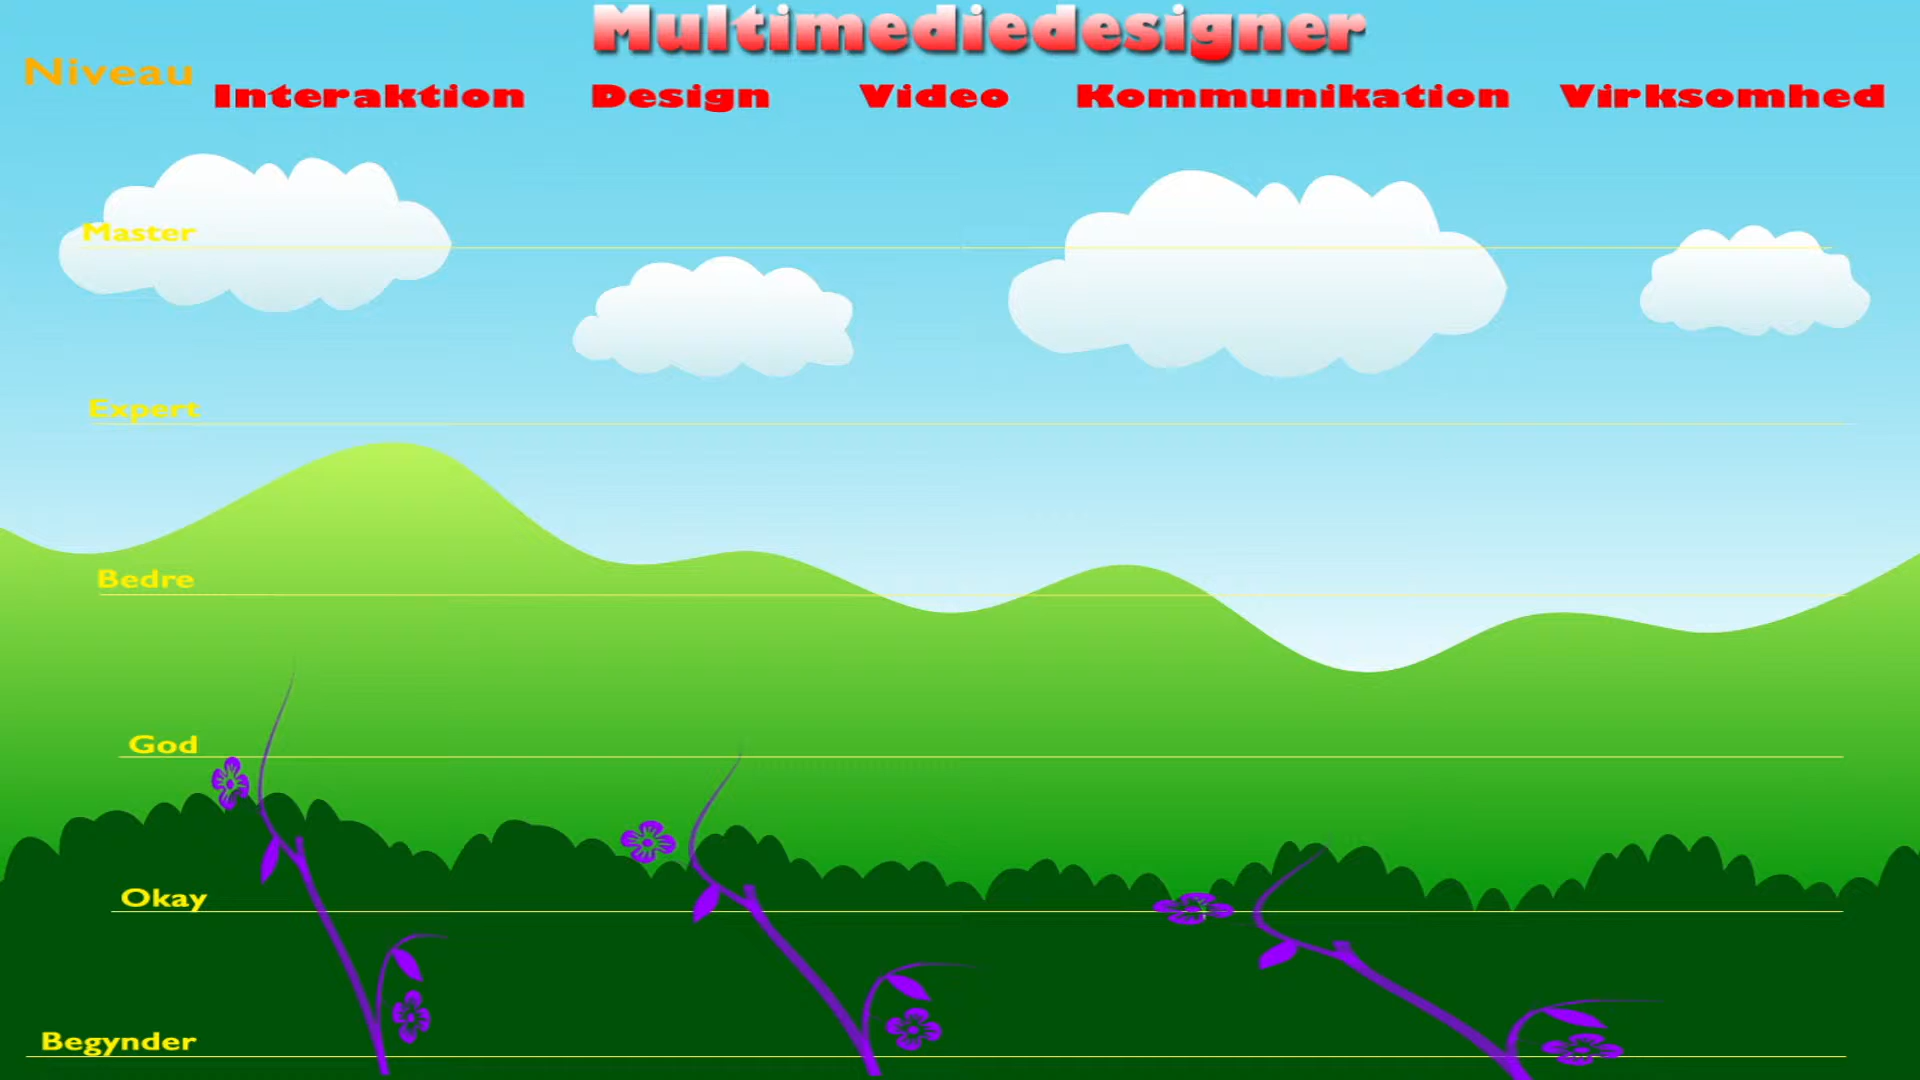 Multimediedesigner
Niveau
Interaktion Design Video Kommunikation Virksomhed
Master
Expert
Bedre
God
Okay
Begynder